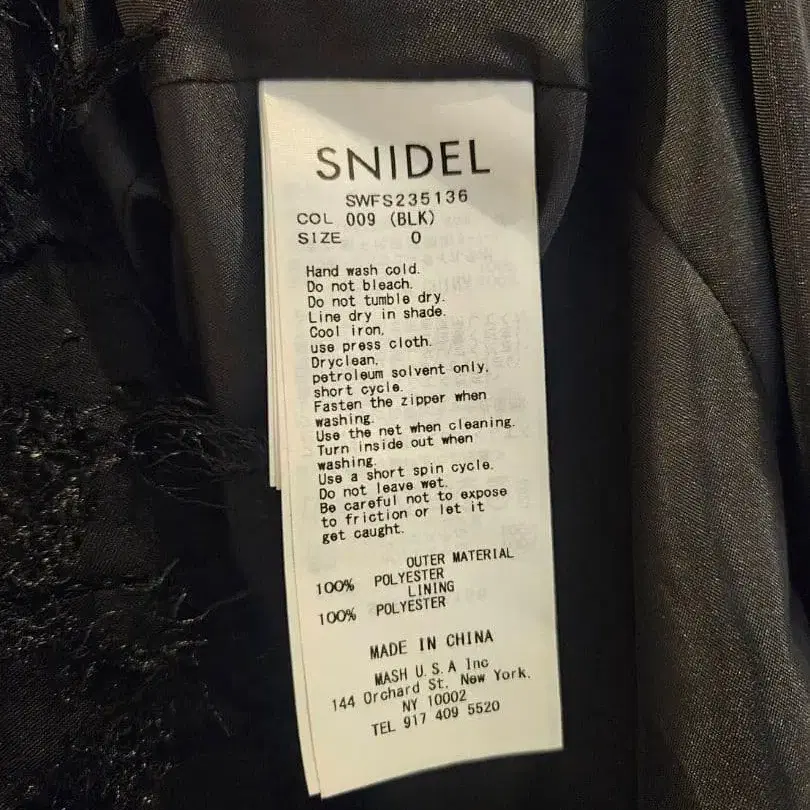 SNIDEL
SWFS235136
COL 009 (BLK)
SIZE 0
Hand wash cold.
Do not bleach.
Do not tumble dry.
Line dry in shade.
Cool iron.
use press cloth.
Dryclean.
petroleum solvent only,
short cycle.
Fasten the zipper when
washing.
Use the net when cleaning.
Turn inside out when
washing.
Use a short spin cycle.
Do not leave wet.
Be careful not to expose
to friction or let it
get caught.
OUTER MATERIAL
100% POLYESTER
LINING
100% POLYESTER
MADE IN CHINA
MASH U.S.A Inc
144 Orchard St. New York.
NY 10002
TEL 917 409 5520